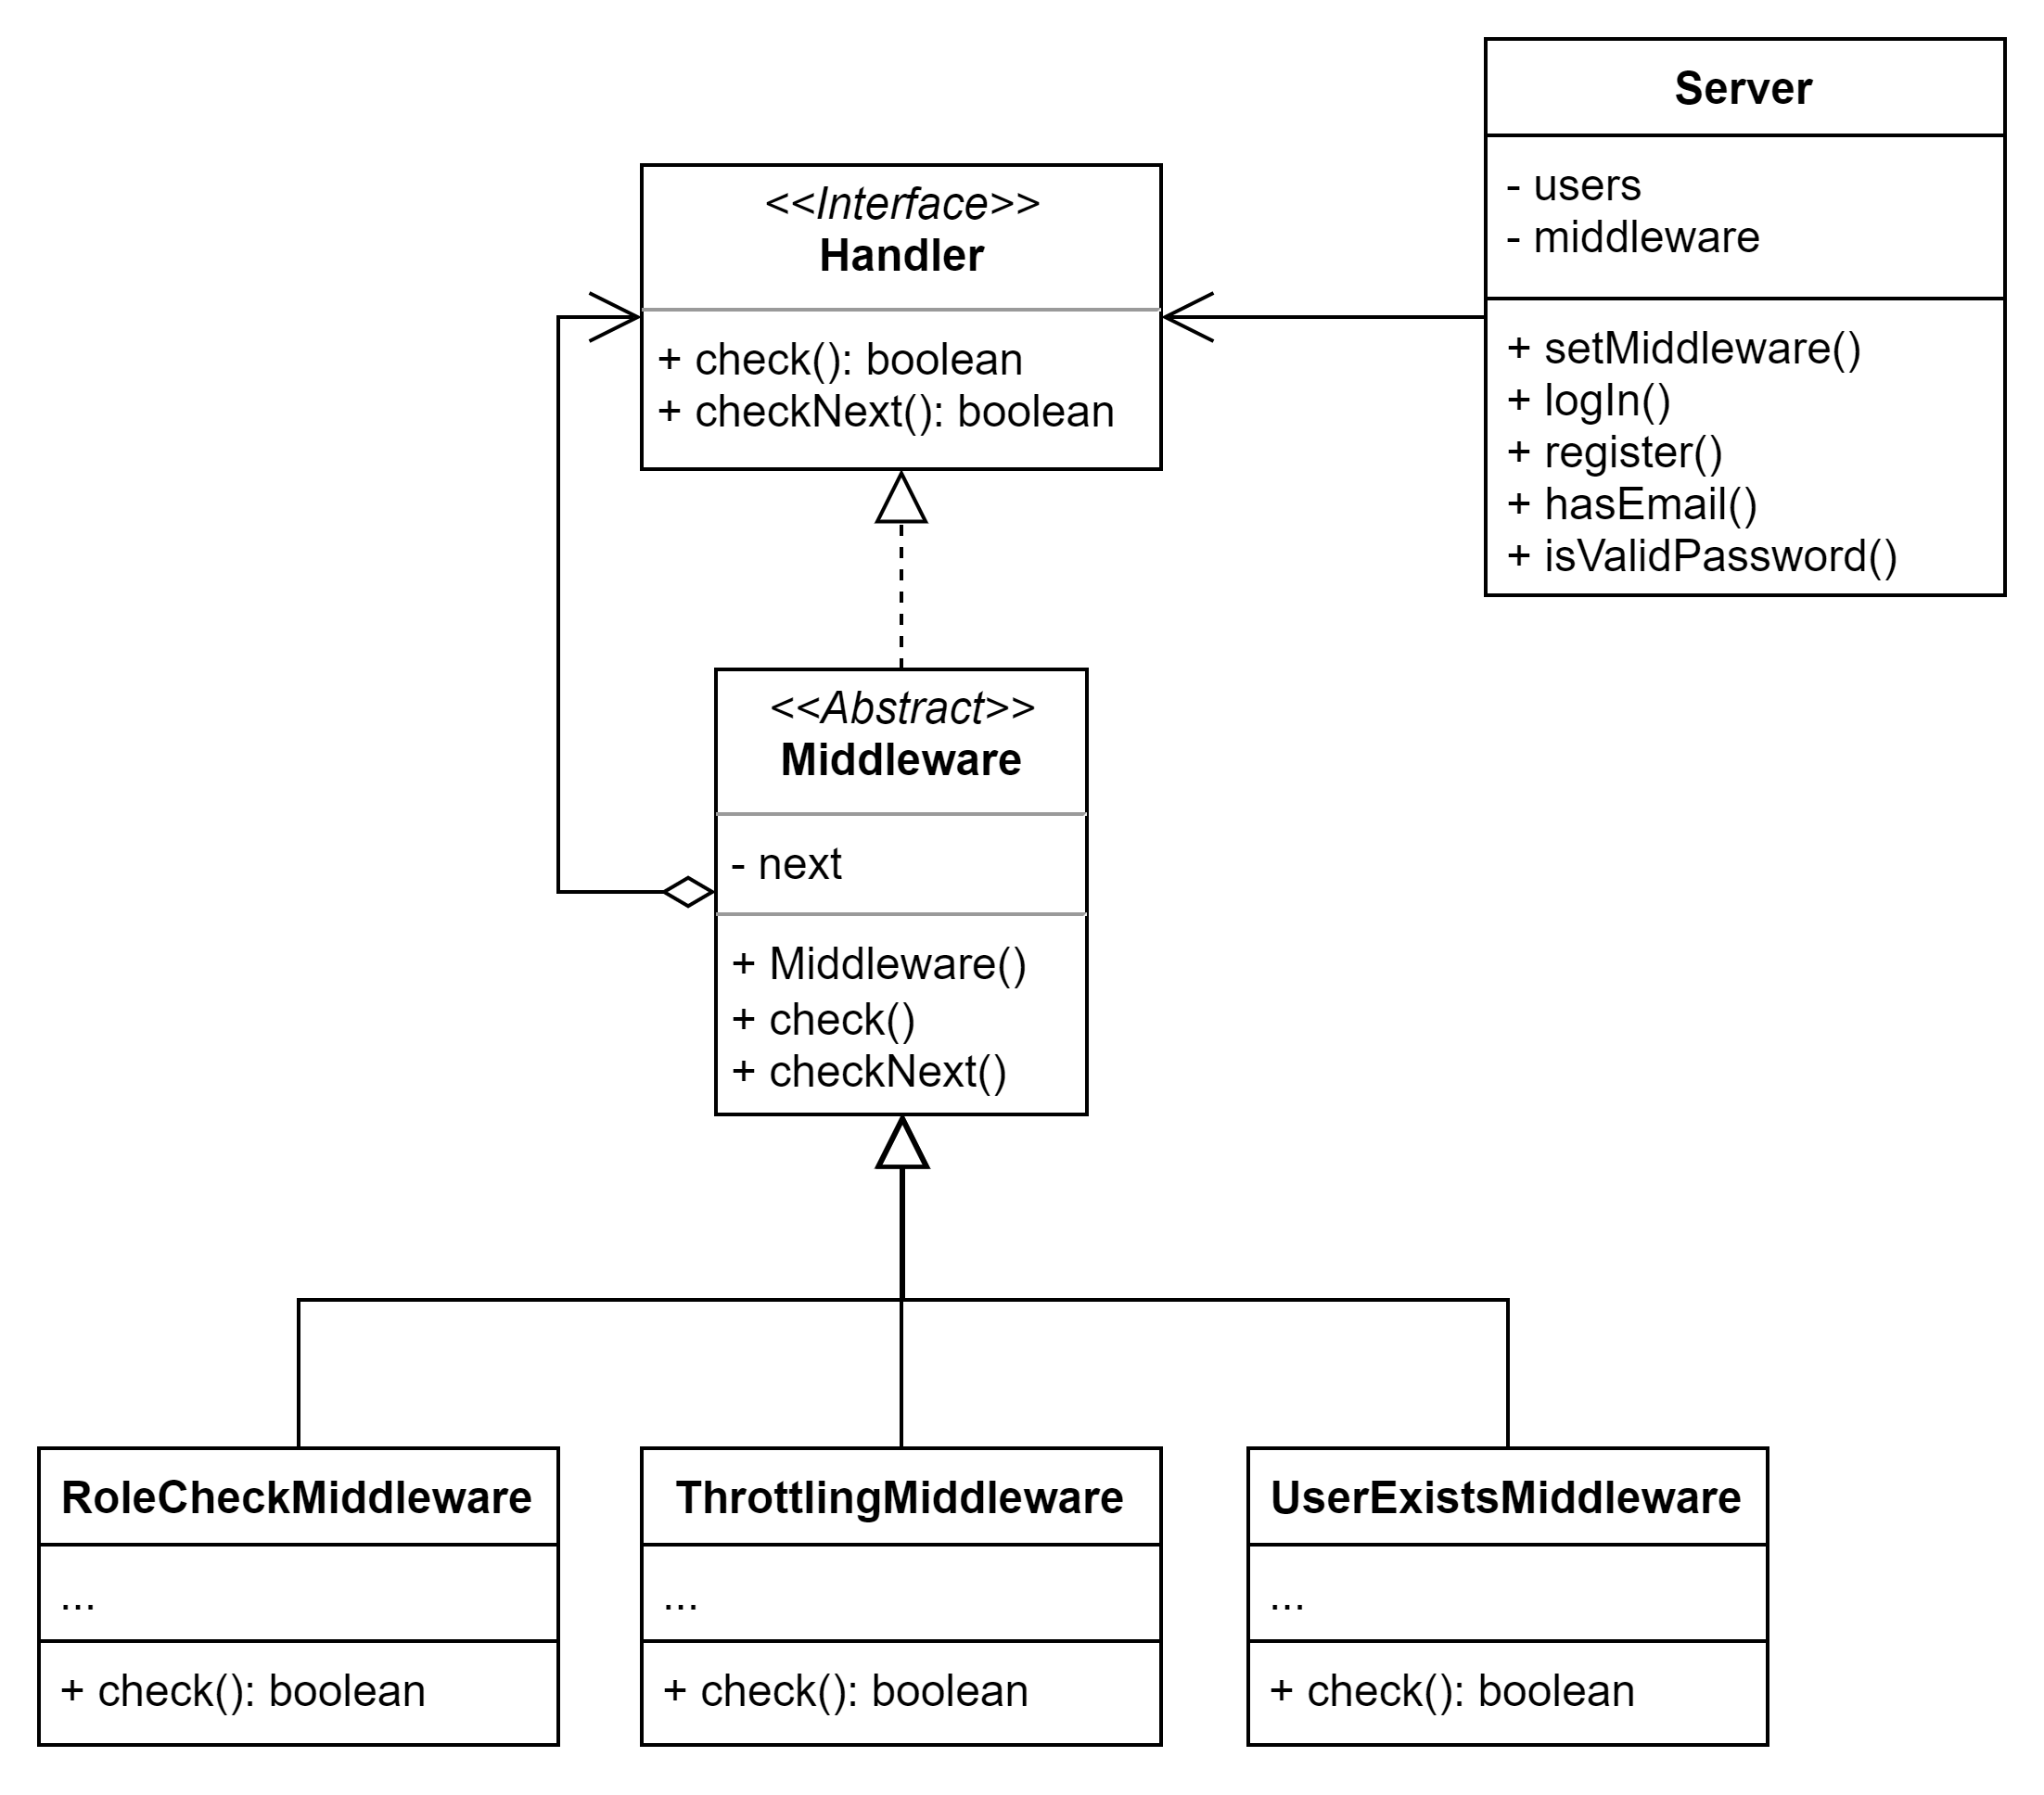 Server
- users
- middleware
+ setMiddleware()
+ logIn()
+ register()
+ hasEmail()
+ isValidPassword()
<<Interface>>
Handler
+ check(): boolean
+ checkNext(): boolean
<<Abstract>>
Middleware
- next
+ Middleware()
+ check()
+ checkNext()
RoleCheckMiddleware
...
+ check(): boolean
ThrottlingMiddleware
...
+ check(): boolean
UserExistsMiddleware
...
+ check(): boolean